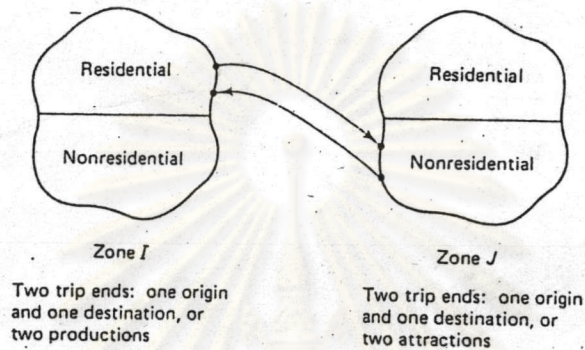 Residential
Nonresidential
Residential
Nonresidential
Zone I
Two trip ends: one origin
and one destination, or
two productions
Zone J
Two trip ends: one origin
and one destination, or
two attractions